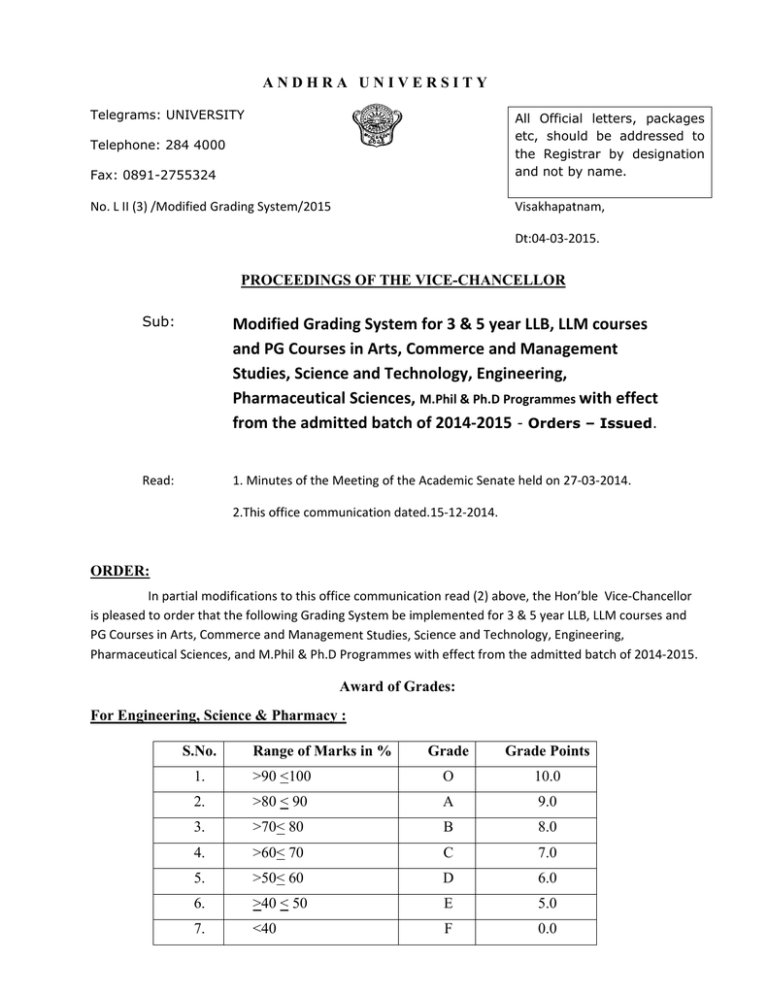 ANDHRA UNIVERSITY
Telegrams: UNIVERSITY
Telephone: 284 4000
Fax: 0891-2755324
All Official letters, packages
etc, should be addressed to
the Registrar by designation
and not by name.
No. L II (3) /Modified Grading System/2015
Visakhapatnam,
Dt:04-03-2015.
PROCEEDINGS OF THE VICE-CHANCELLOR
Sub: Modified Grading System for 3 & 5 year LLB, LLM courses
and PG Courses in Arts, Commerce and Management
Studies, Science and Technology, Engineering,
Pharmaceutical Sciences, M.Phil & Ph.D Programmes with effect
from the admitted batch of 2014-2015 - Orders – Issued.
Read: 1. Minutes of the Meeting of the Academic Senate held on 27-03-2014.
2.This office communication dated.15-12-2014.
ORDER:
In partial modifications to this office communication read (2) above, the Hon’ble Vice-Chancellor
is pleased to order that the following Grading System be implemented for 3 & 5 year LLB, LLM courses and
PG Courses in Arts, Commerce and Management Studies, Science and Technology, Engineering,
Pharmaceutical Sciences, and M.Phil & Ph.D Programmes with effect from the admitted batch of 2014-2015.
Award of Grades:
For Engineering, Science & Pharmacy :
S.No. Range of Marks in % Grade Grade Points
1. >90 ≤100 O 10.0
2. >80 ≤ 90 A 9.0
3. >70≤ 80 B 8.0
4. >60≤ 70 C 7.0
5. >50≤ 60 D 6.0
6. ≥40 ≤ 50 E 5.0
7. <40 F 0.0